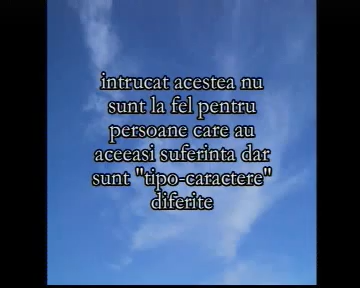 intrucat acestea nu
sunt la fel pentru
persoane care au
aceeasi suferinta dar
sunt "tipo-caractere"
diferite